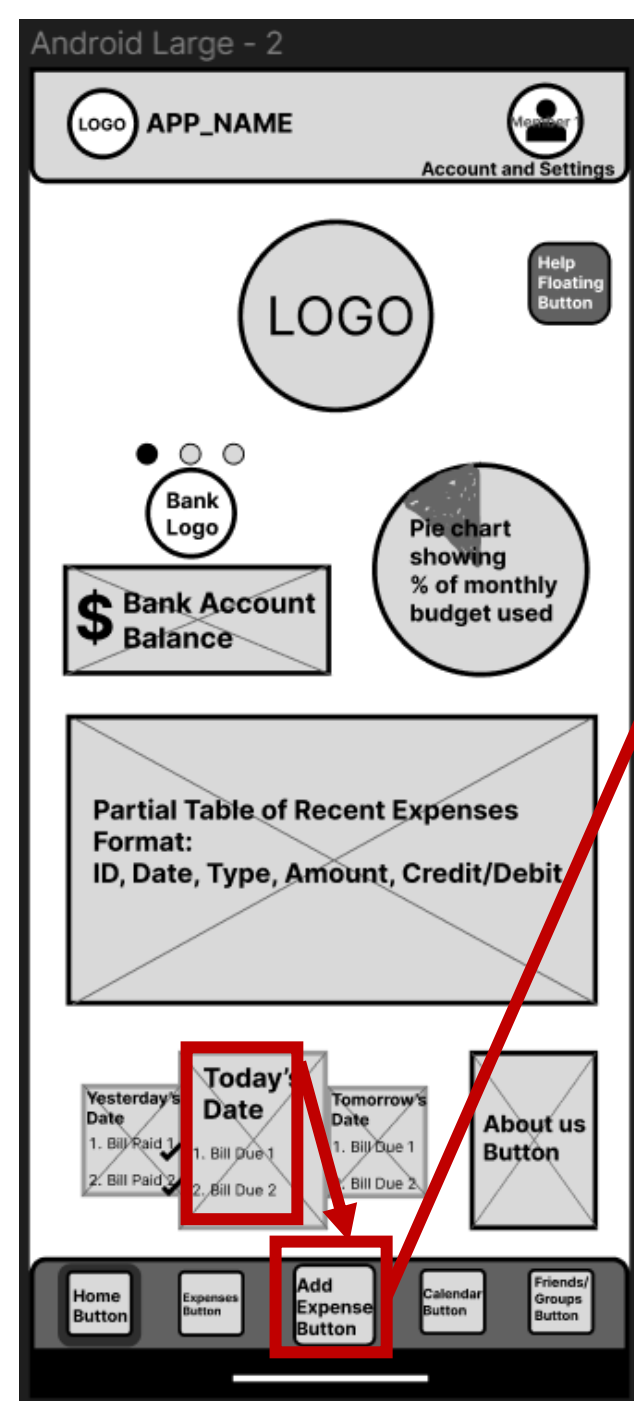 Android Large - 2
LOGO
APP_NAME
Member 1
Account and Settings
LOGO
Help
Floating
Button
Bank
Logo
Pie chart
showing
% of monthly
budget used
$
Bank Account
Balance
Partial Table of Recent Expenses
Format:
ID, Date, Type, Amount, Credit/Debit
Yesterday's
Date
1. Bill Paid 1
2. Bill Paid 2
Today's
Date
1. Bill Due 1
2. Bill Due 2
Tomorrow's
Date
1. Bill Due 1
2. Bill Due 2
About us
Button
Home
Button
Expenses
Button
Add
Expense
Button
Calendar
Button
Friends/
Groups
Button